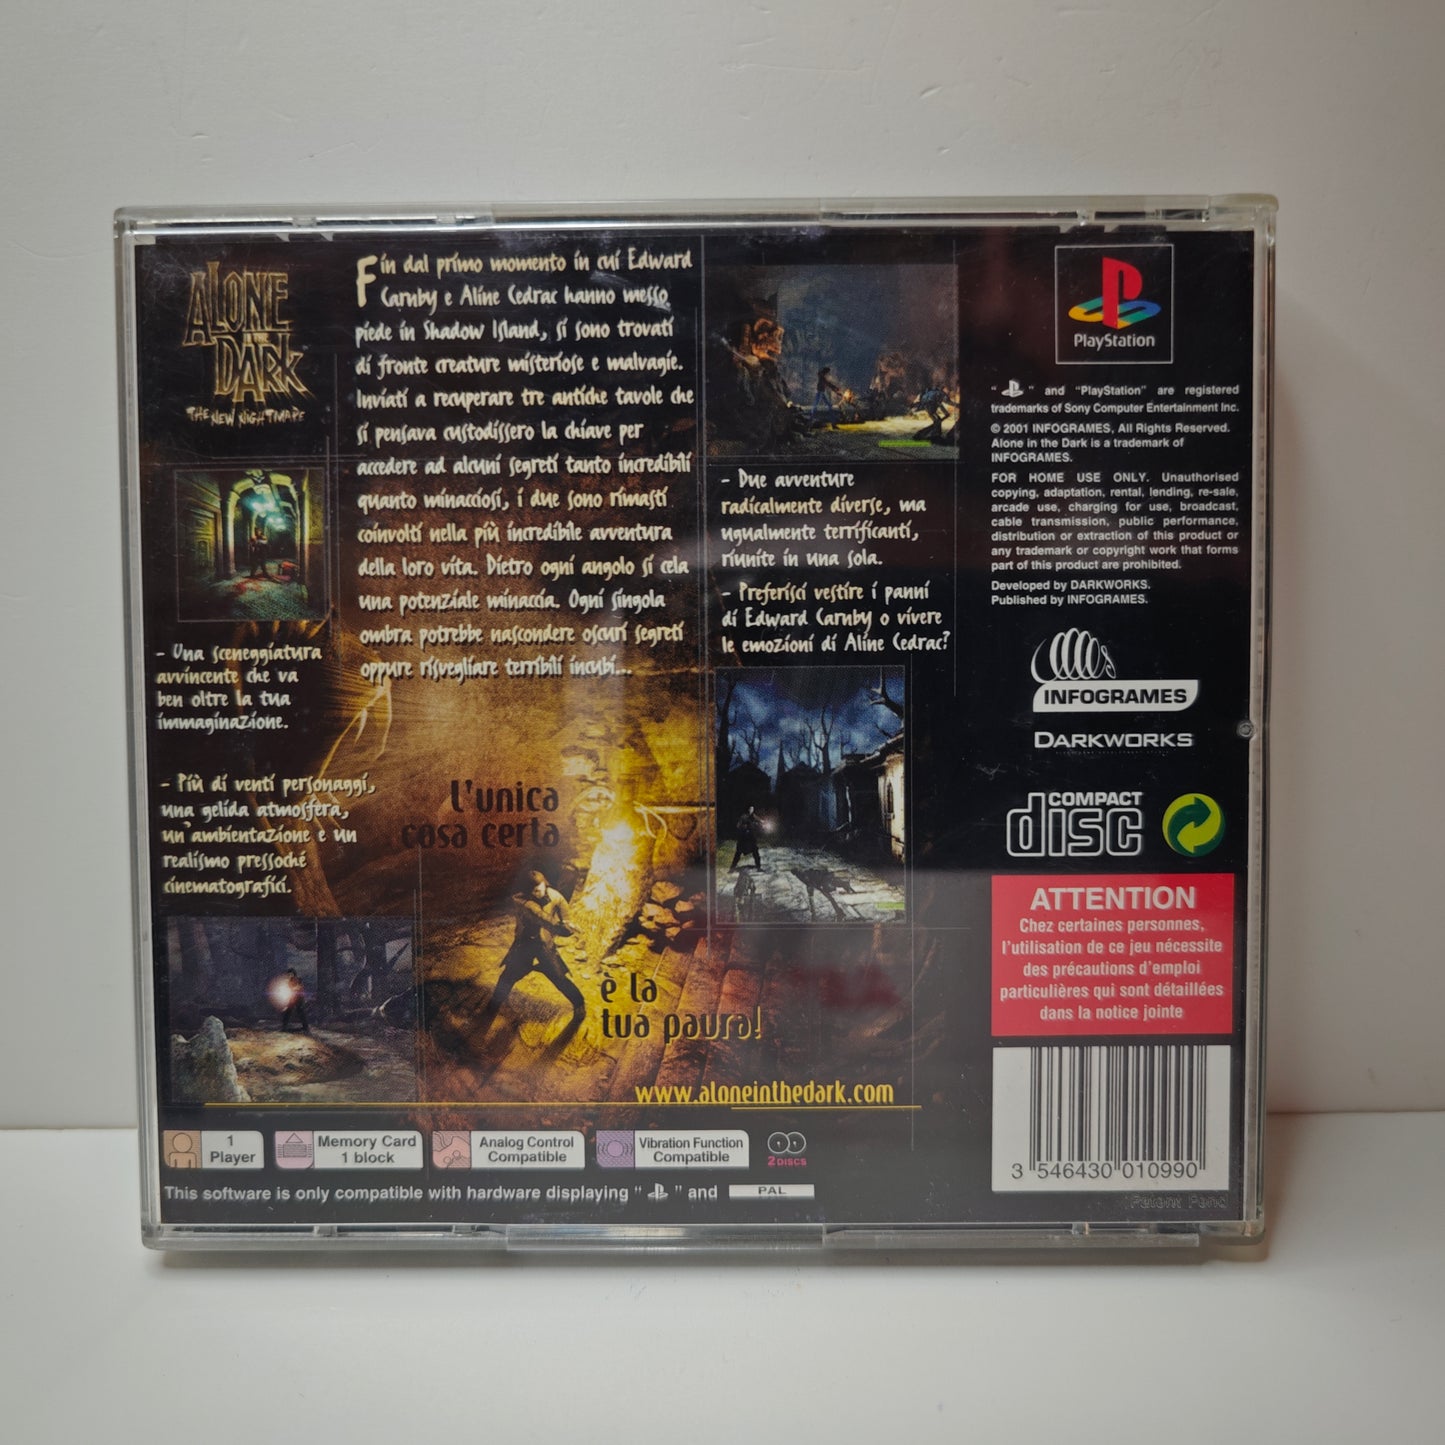 ALONE
IN THE
DARK
THE NEW NIGHTMARE
Fin dal primo momento in cui Edward
Carnby e Aline Cedrac hanno messo
piede in Shadow Island, si sono trovati
di fronte creature misteriose e malvagie.
Inviati a recuperare tre antiche tavole che
si pensava custodissero la chiave per
accedere ad alcuni segreti tanto incredibili
quanto minacciosi, i due sono rimasti
coinvolti nella più incredibile avventura
della loro vita. Dietro ogni angolo si cela
una potenziale minaccia. Ogni singola
ombra potrebbe nascondere oscuri segreti
oppure risvegliare terribili incubi...
- Una sceneggiatura
avvincente che va
ben oltre la tua
immaginazione.
- Più di venti personaggi,
una gelida atmosfera,
un'ambientazione e un
realismo pressoché
cinematografici.
- Due avventure
radicalmente diverse, ma
ugualmente terrificanti,
riunite in una sola.
- Preferisci vestire i panni
di Edward Carnby o vivere
le emozioni di Aline Cedrac?
L'unica
cosa certa
è la
tua paura!
www.aloneinthedark.com
1
Player
Memory Card
1 block
Analog Control
Compatible
Vibration Function
Compatible
2 DISCS
This software is only compatible with hardware displaying " " and PAL
PlayStation
" " and "PlayStation" are registered
trademarks of Sony Computer Entertainment Inc.
© 2001 INFOGRAMES, All Rights Reserved.
Alone in the Dark is a trademark of
INFOGRAMES.
FOR HOME USE ONLY. Unauthorised
copying, adaptation, rental, lending, re-sale,
arcade use, charging for use, broadcast,
cable transmission, public performance,
distribution or extraction of this product or
any trademark or copyright work that forms
part of this product are prohibited.
Developed by DARKWORKS.
Published by INFOGRAMES.
INFOGRAMES
DARKWORKS
COMPACT
disc
ATTENTION
Chez certaines personnes,
l'utilisation de ce jeu nécessite
des précautions d'emploi
particulières qui sont détaillées
dans la notice jointe
3 546430 010990
Patent Pend